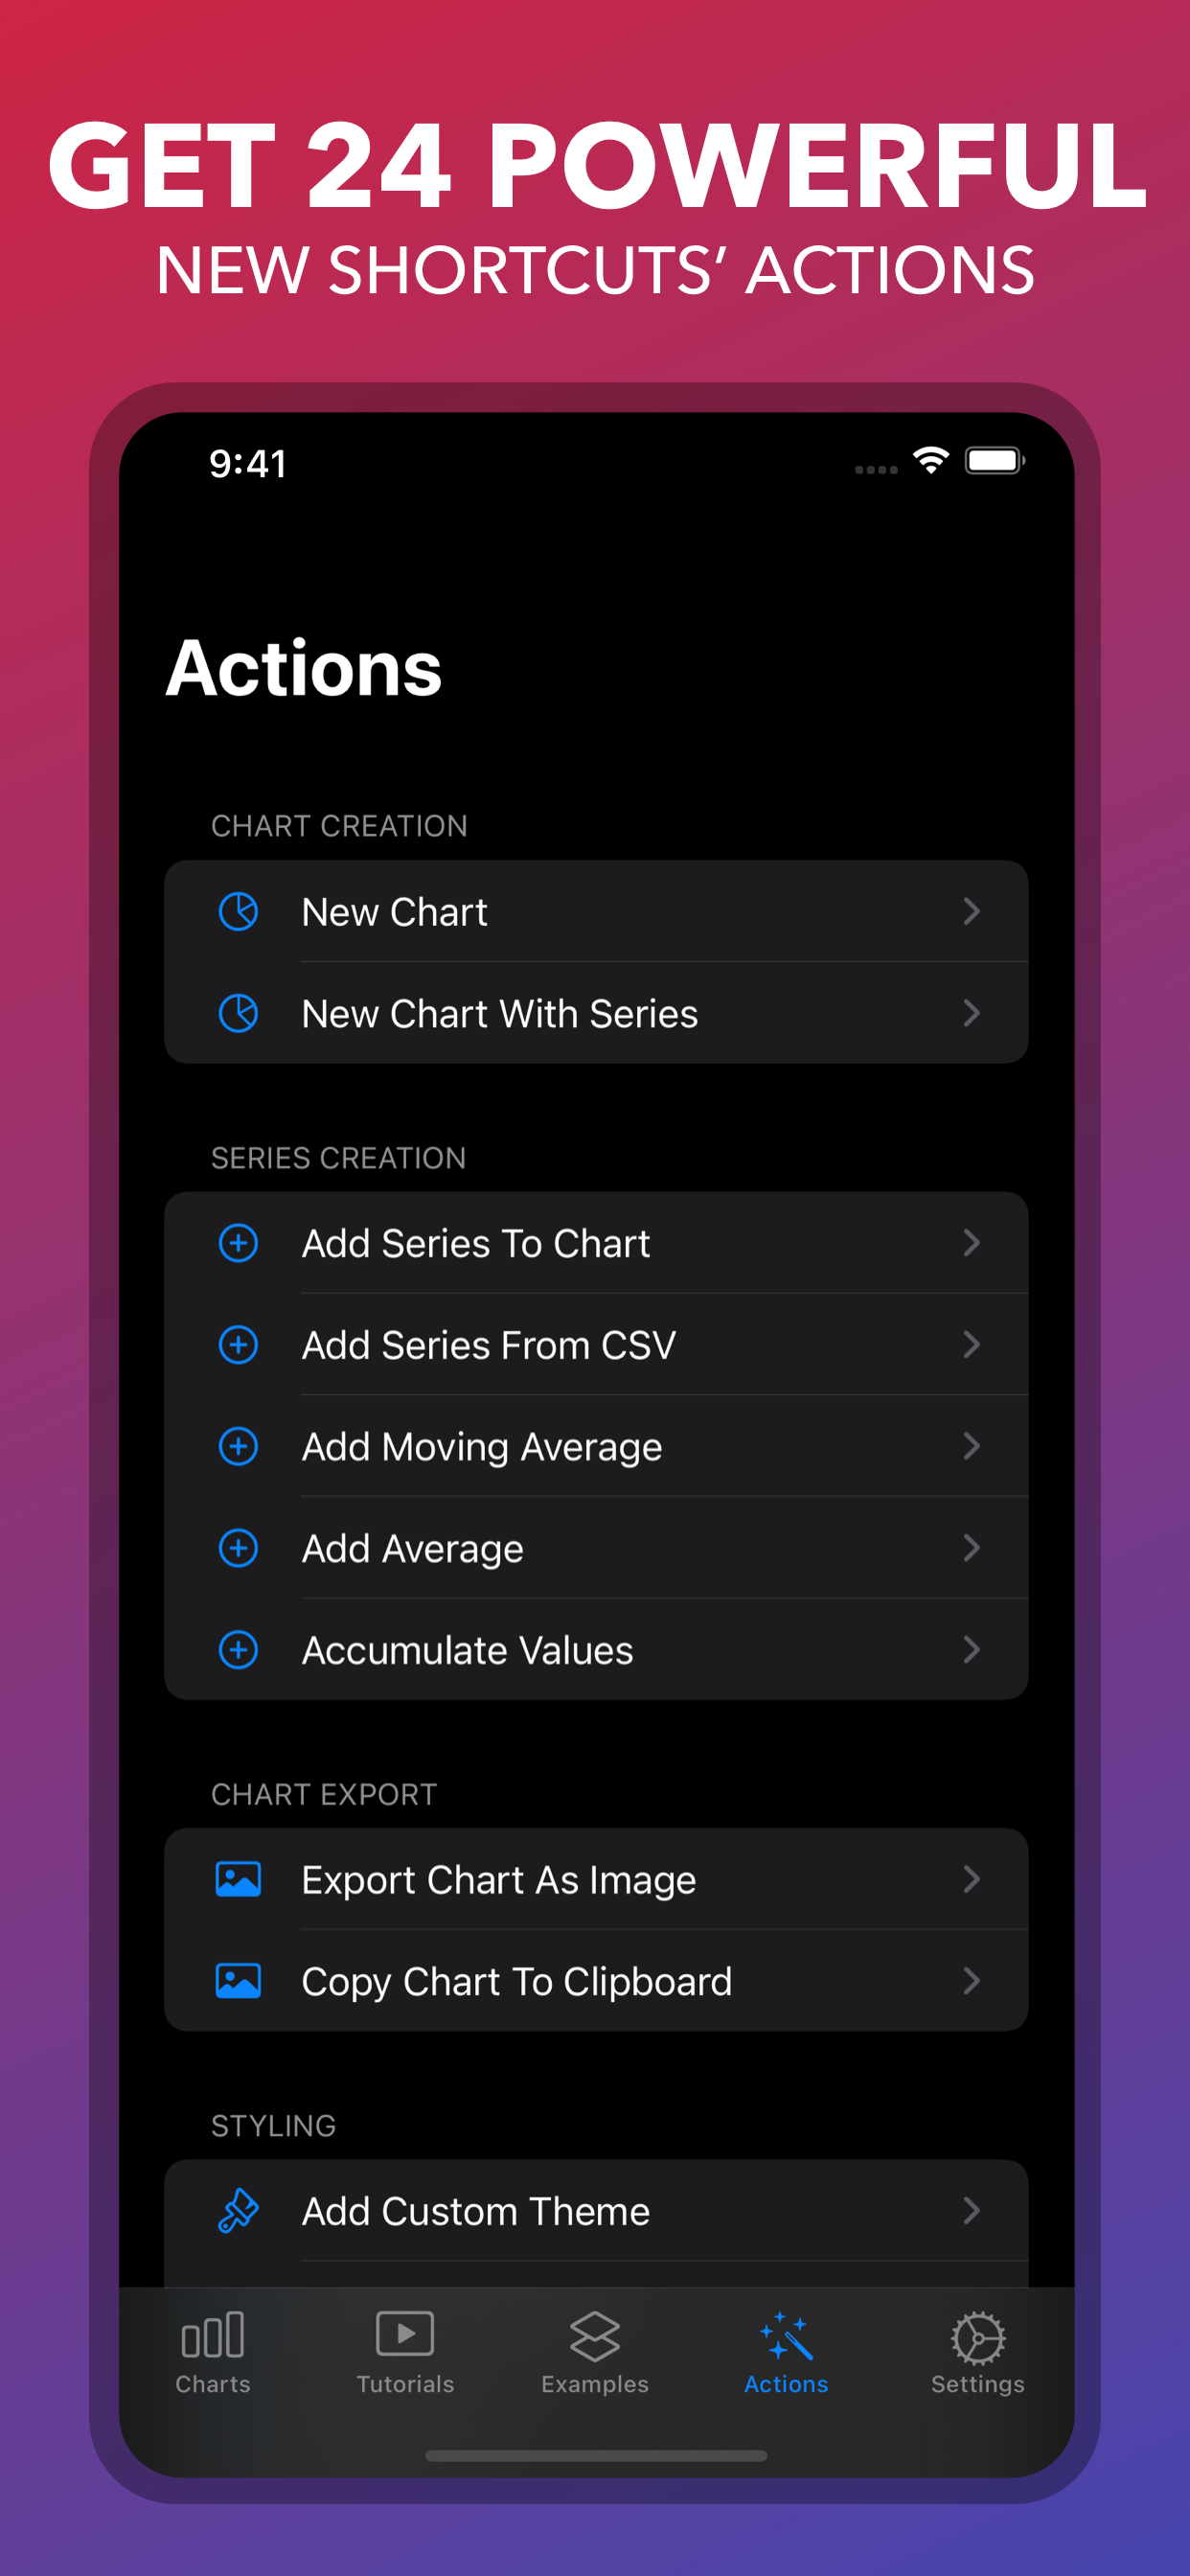 GET 24 POWERFUL
NEW SHORTCUTS’ ACTIONS
9:41
Actions
CHART CREATION
New Chart
New Chart With Series
SERIES CREATION
Add Series To Chart
Add Series From CSV
Add Moving Average
Add Average
Accumulate Values
CHART EXPORT
Export Chart As Image
Copy Chart To Clipboard
STYLING
Add Custom Theme
Charts
Tutorials
Examples
Actions
Settings